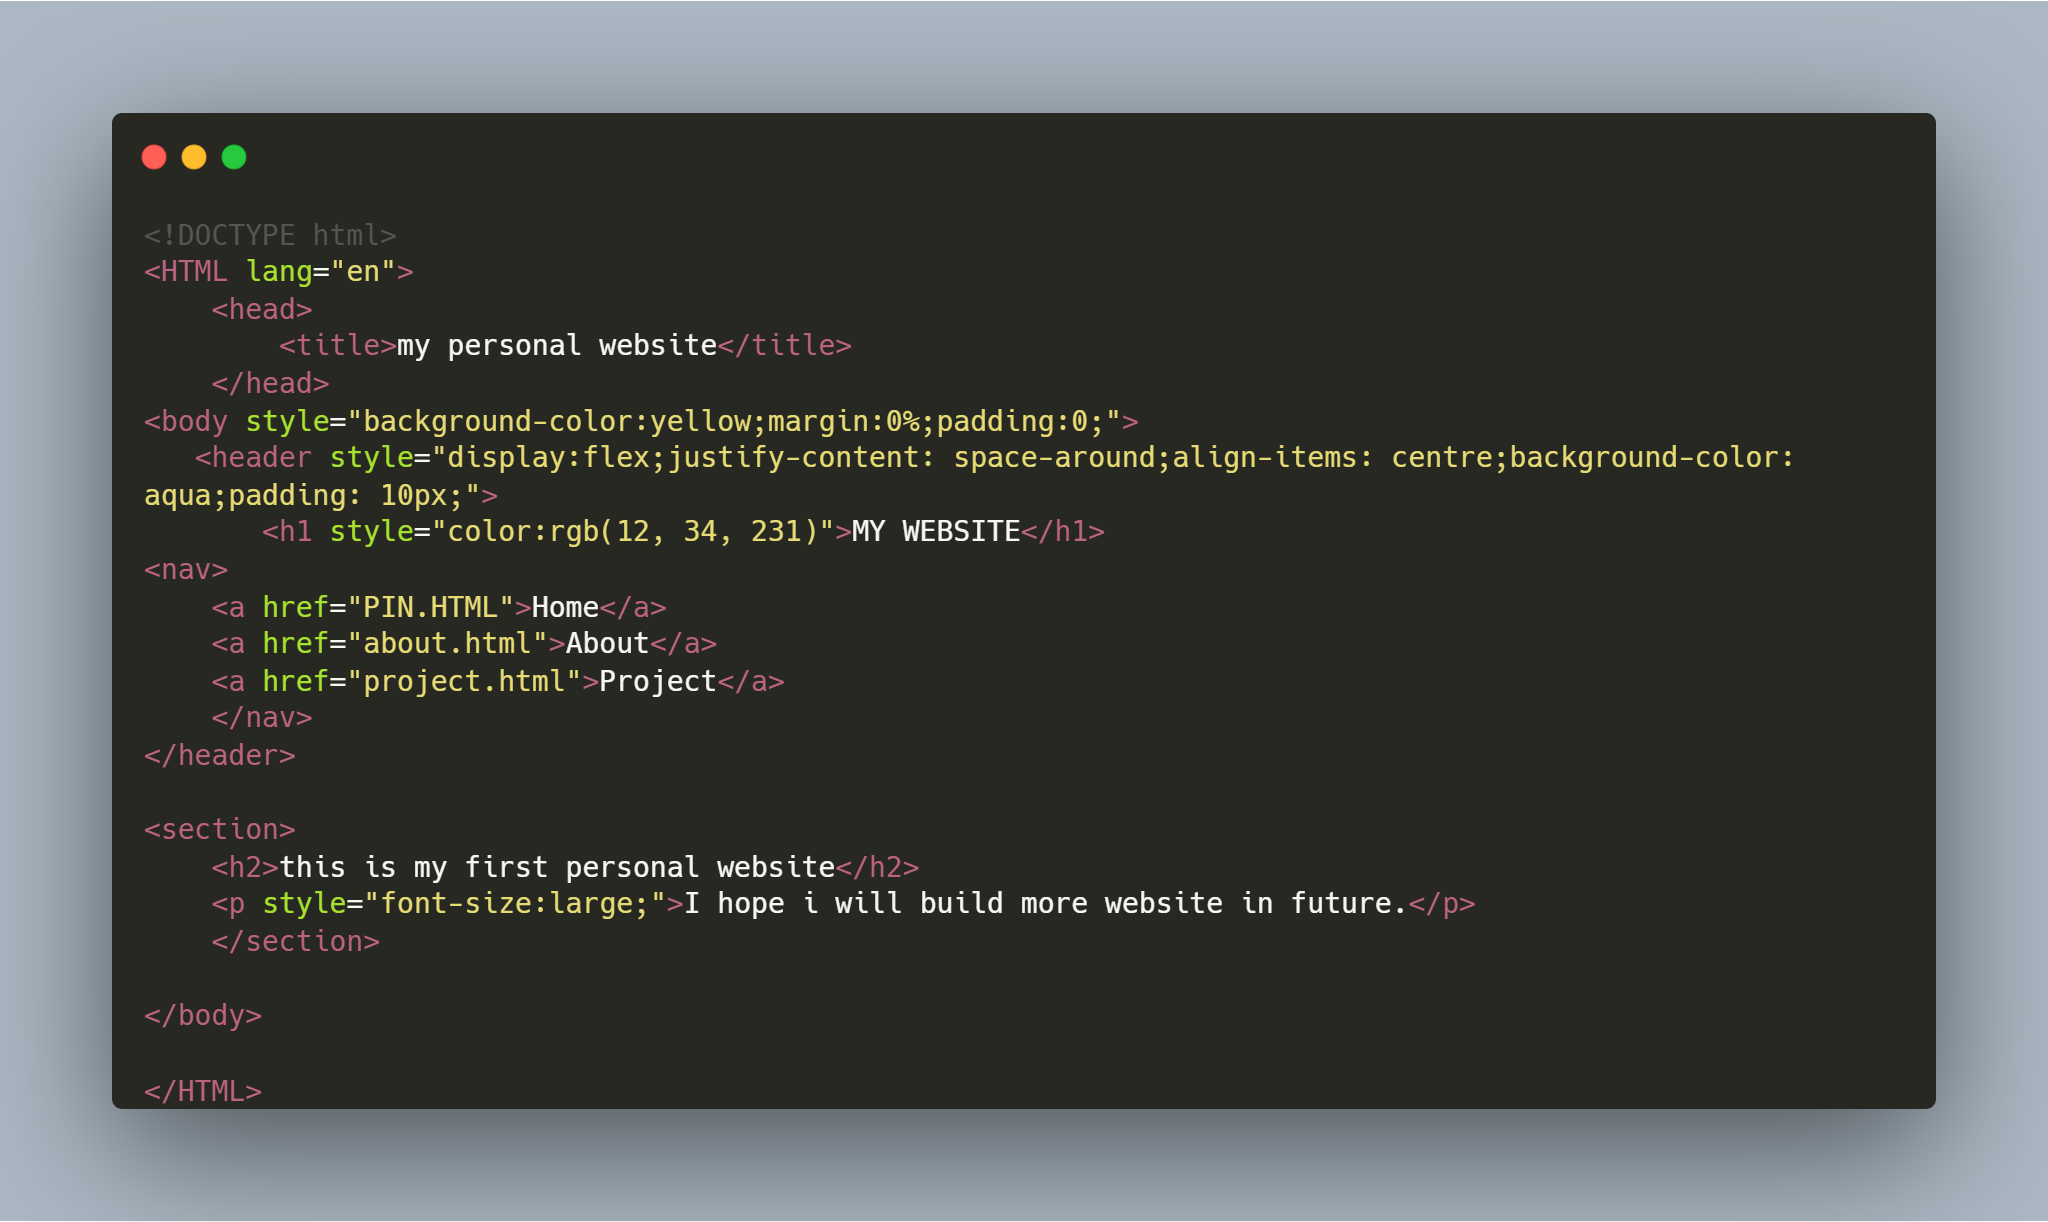 <!DOCTYPE html>
<HTML lang="en">
    <head>
        <title>my personal website</title>
    </head>
<body style="background-color:yellow;margin:0%;padding:0;">
   <header style="display:flex;justify-content: space-around;align-items: centre;background-color:
aqua;padding: 10px;">
       <h1 style="color:rgb(12, 34, 231)">MY WEBSITE</h1>
<nav>
    <a href="PIN.HTML">Home</a>
    <a href="about.html">About</a>
    <a href="project.html">Project</a>
    </nav>
</header>

<section>
    <h2>this is my first personal website</h2>
    <p style="font-size:large;">I hope i will build more website in future.</p>
    </section>

</body>

</HTML>